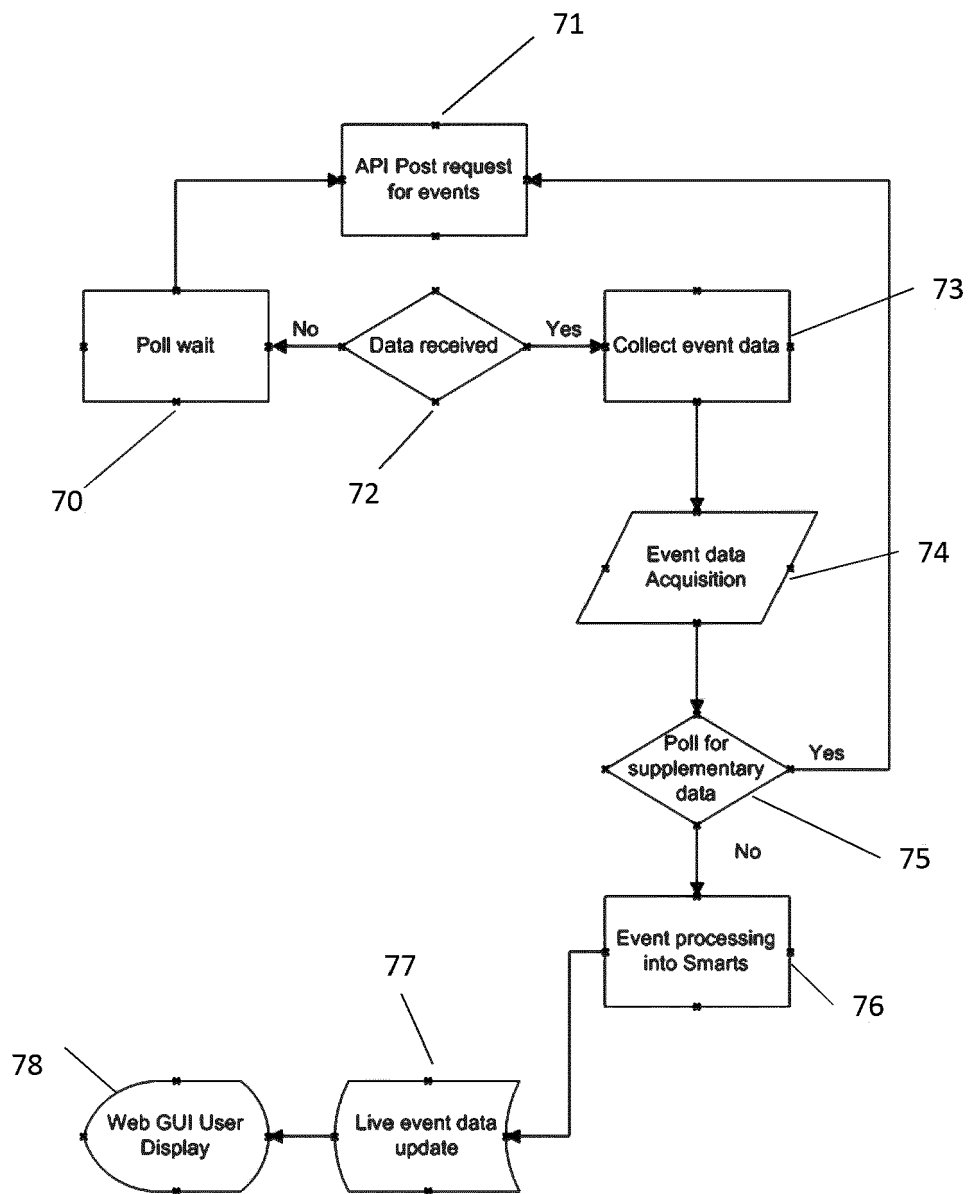 71
API Post request
for events
73
No
Yes
Poll wait
Data received
Collect event data
70
72
Event data
Acquisition
74
Poll for
supplementary
data
Yes
75
No
Event processing
into Smarts
76
77
78
Web GUI User
Display
Live event data
update